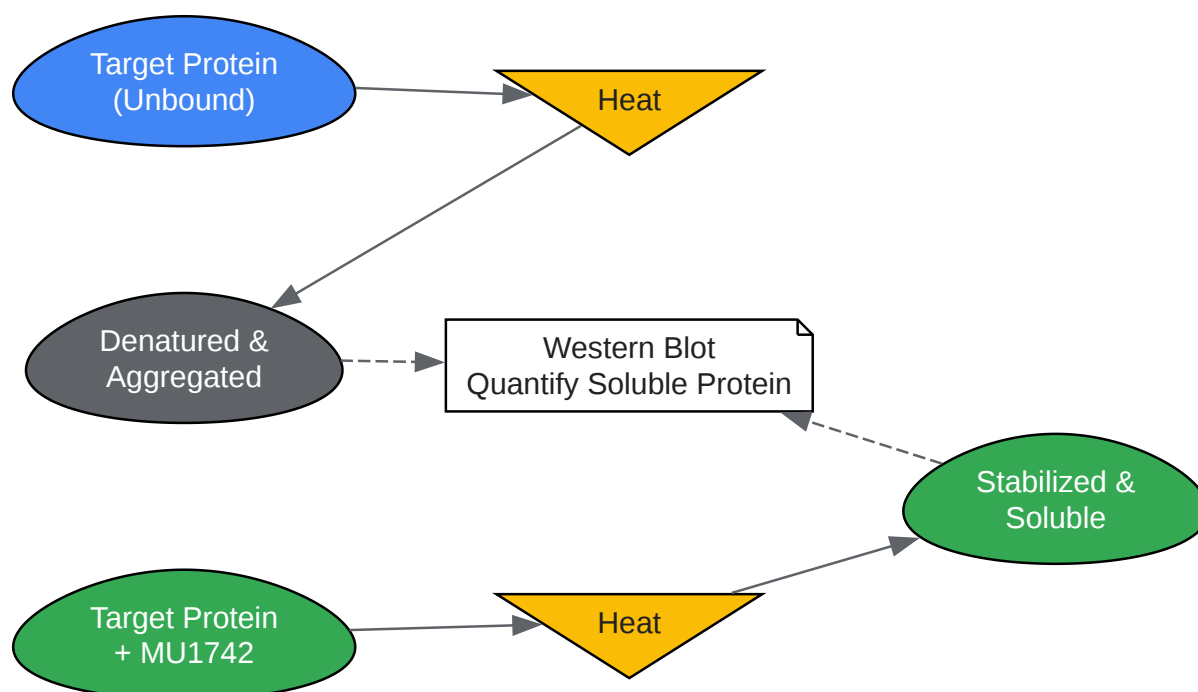 Target Protein
(Unbound)
Heat
Denatured &
Aggregated
Western Blot
Quantify Soluble Protein
Stabilized &
Soluble
Target Protein
+ MU1742
Heat